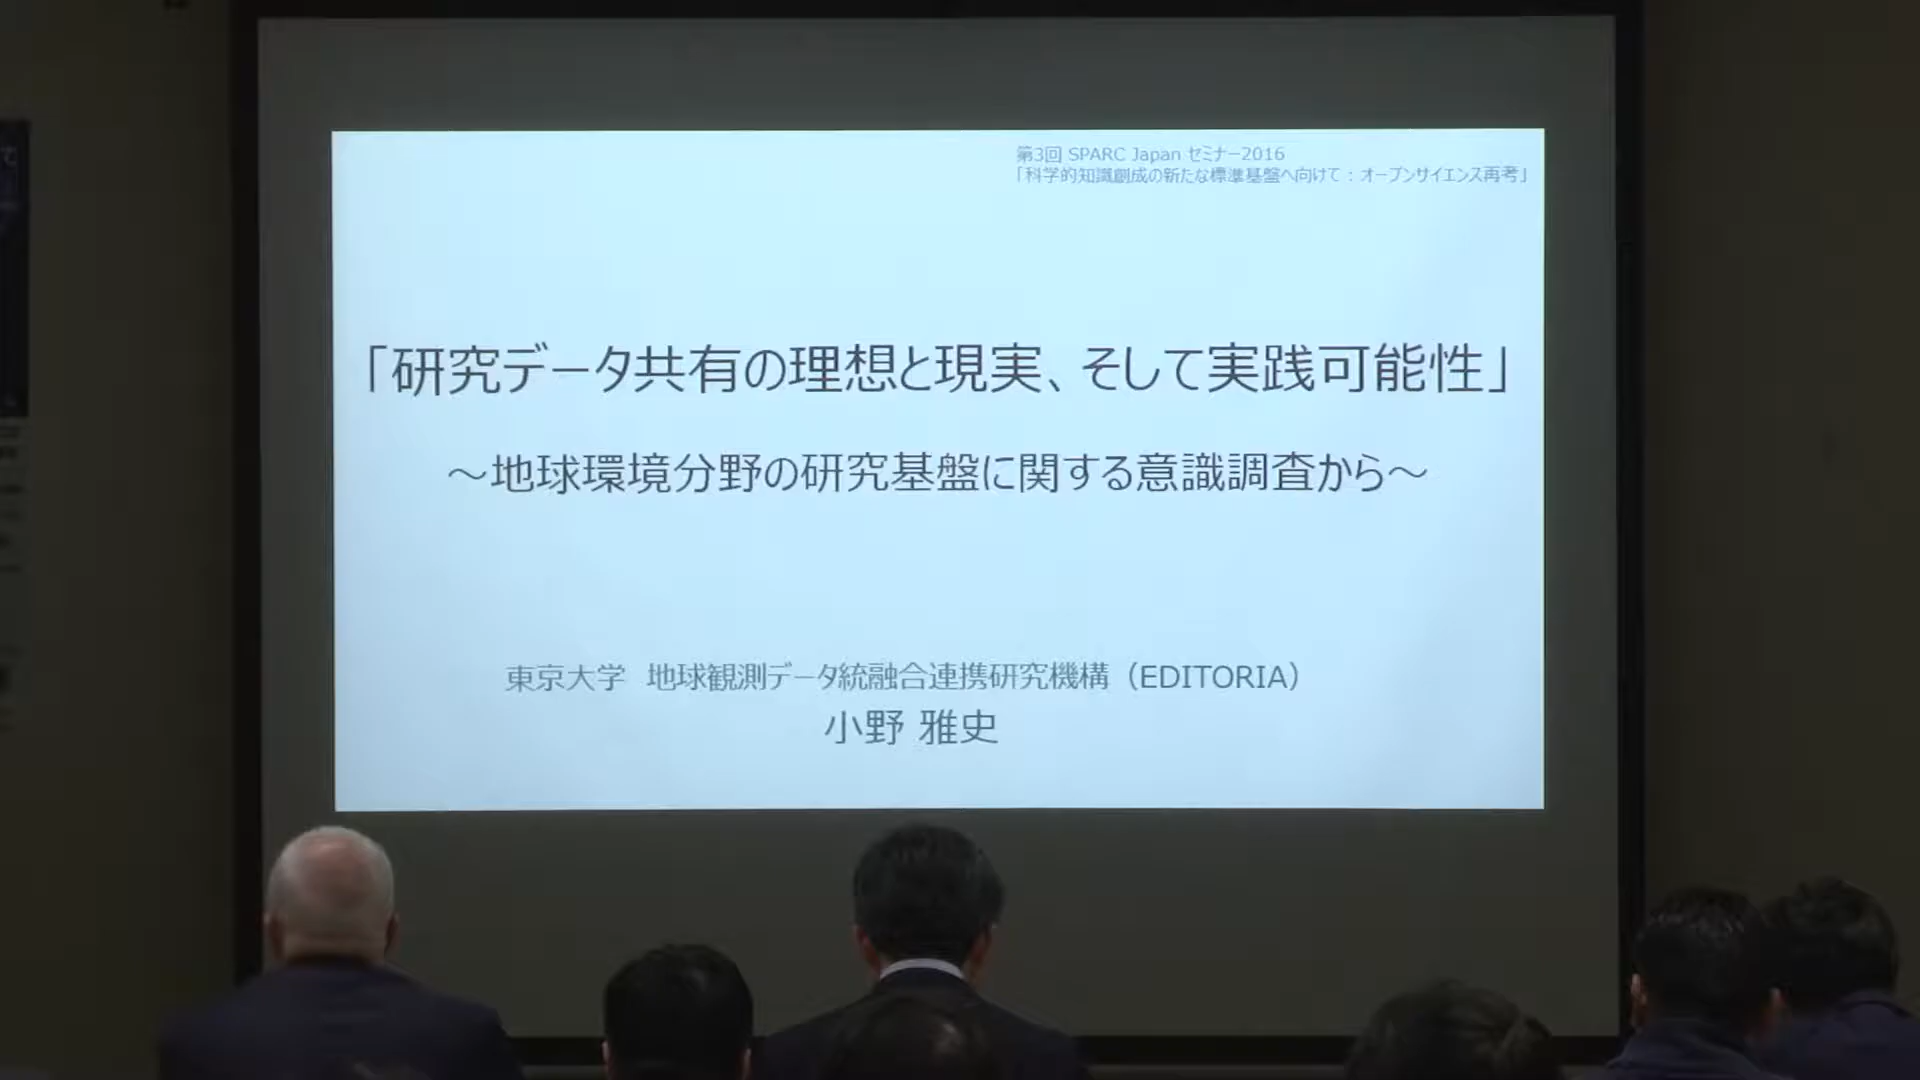 第3回 SPARC Japan セミナー2016
「科学的知識創成の新たな標準基盤へ向けて：オープンサイエンス再考」
「研究データ共有の理想と現実、そして実践可能性」
～地球環境分野の研究基盤に関する意識調査から～
東京大学 地球観測データ統融合連携研究機構（EDITORIA）
小野 雅史